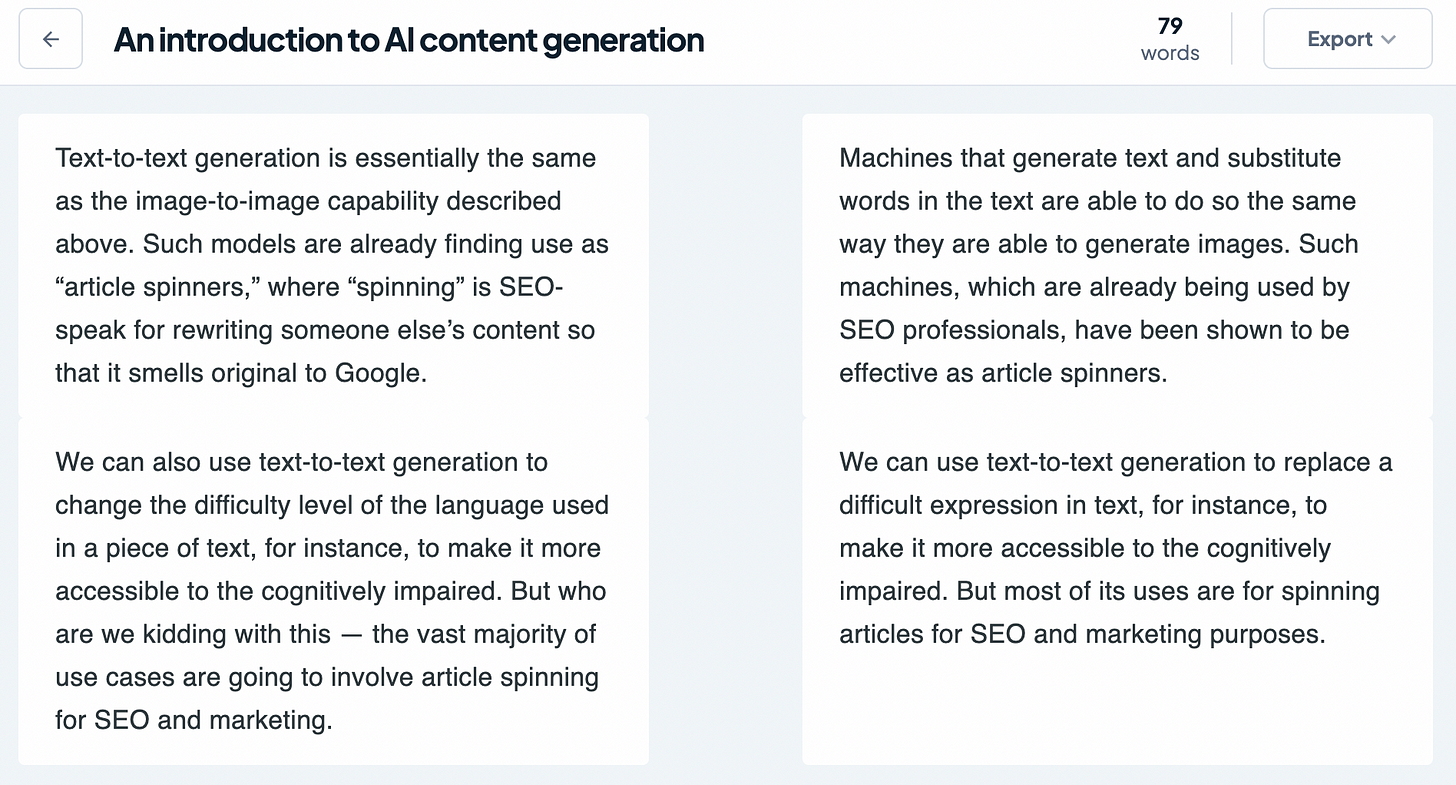 An introduction to AI content generation
79
words
Export
Text-to-text generation is essentially the same
as the image-to-image capability described
above. Such models are already finding use as
“article spinners,” where “spinning” is SEO-
speak for rewriting someone else’s content so
that it smells original to Google.
Machines that generate text and substitute
words in the text are able to do so the same
way they are able to generate images. Such
machines, which are already being used by
SEO professionals, have been shown to be
effective as article spinners.
We can also use text-to-text generation to
change the difficulty level of the language used
in a piece of text, for instance, to make it more
accessible to the cognitively impaired. But who
are we kidding with this — the vast majority of
use cases are going to involve article spinning
for SEO and marketing.
We can use text-to-text generation to replace a
difficult expression in text, for instance, to
make it more accessible to the cognitively
impaired. But most of its uses are for spinning
articles for SEO and marketing purposes.